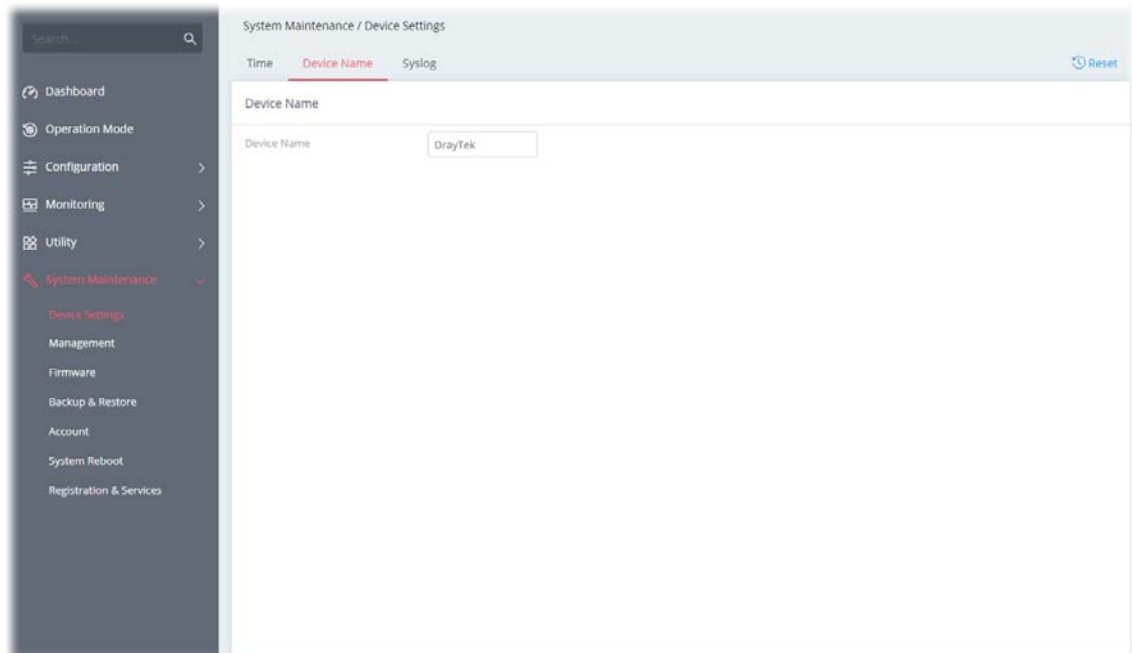 Search...
Dashboard
Operation Mode
Configuration
Monitoring
Utility
System Maintenance
Device Settings
Management
Firmware
Backup & Restore
Account
System Reboot
Registration & Services
System Maintenance / Device Settings
Time Device Name Syslog Reset
Device Name
Device Name DrayTek